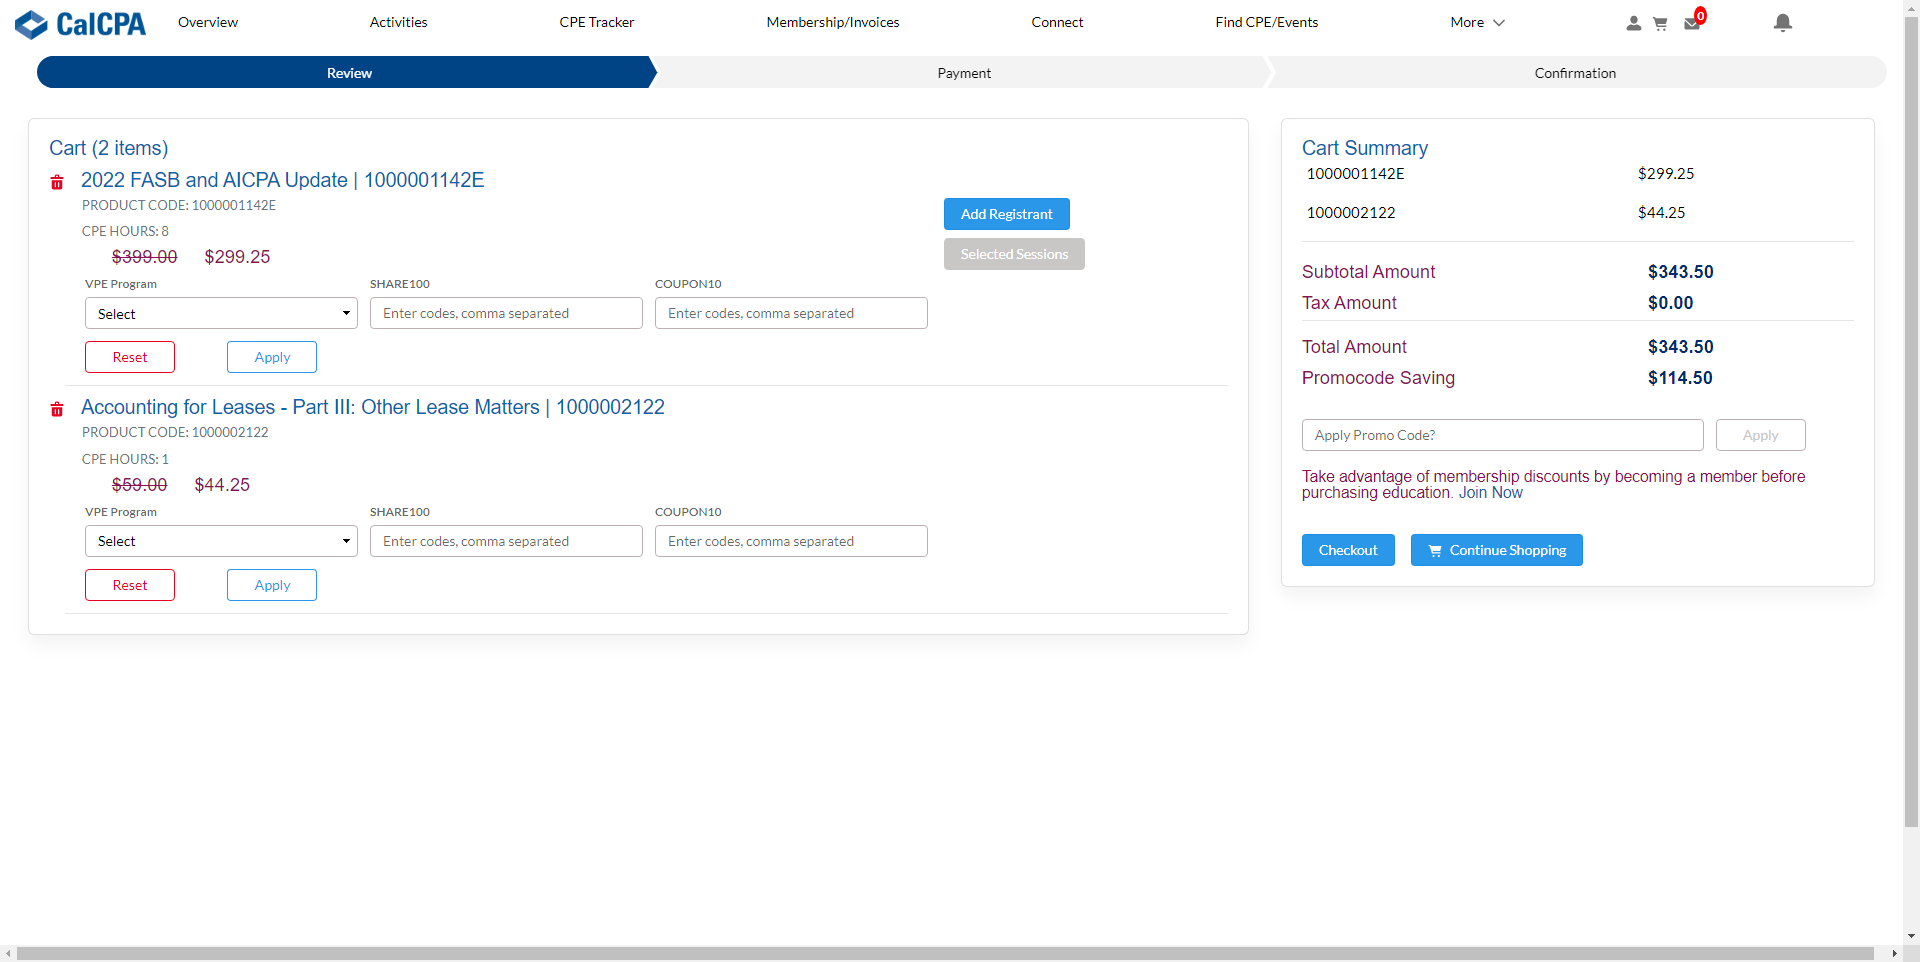 CalCPA
Overview
Activities
CPE Tracker
Membership/Invoices
Connect
Find CPE/Events
More
0
Review
Payment
Confirmation
Cart (2 items)
2022 FASB and AICPA Update | 1000001142E
PRODUCT CODE: 1000001142E
CPE HOURS: 8
$399.00 $299.25
Add Registrant
Selected Sessions
VPE Program
SHARE100
COUPON10
Select
Enter codes, comma separated
Enter codes, comma separated
Reset
Apply
Accounting for Leases - Part III: Other Lease Matters | 1000002122
PRODUCT CODE: 1000002122
CPE HOURS: 1
$59.00 $44.25
VPE Program
SHARE100
COUPON10
Select
Enter codes, comma separated
Enter codes, comma separated
Reset
Apply
Cart Summary
1000001142E $299.25
1000002122 $44.25
Subtotal Amount $343.50
Tax Amount $0.00
Total Amount $343.50
Promocode Saving $114.50
Apply Promo Code?
Apply
Take advantage of membership discounts by becoming a member before
purchasing education. Join Now
Checkout
Continue Shopping